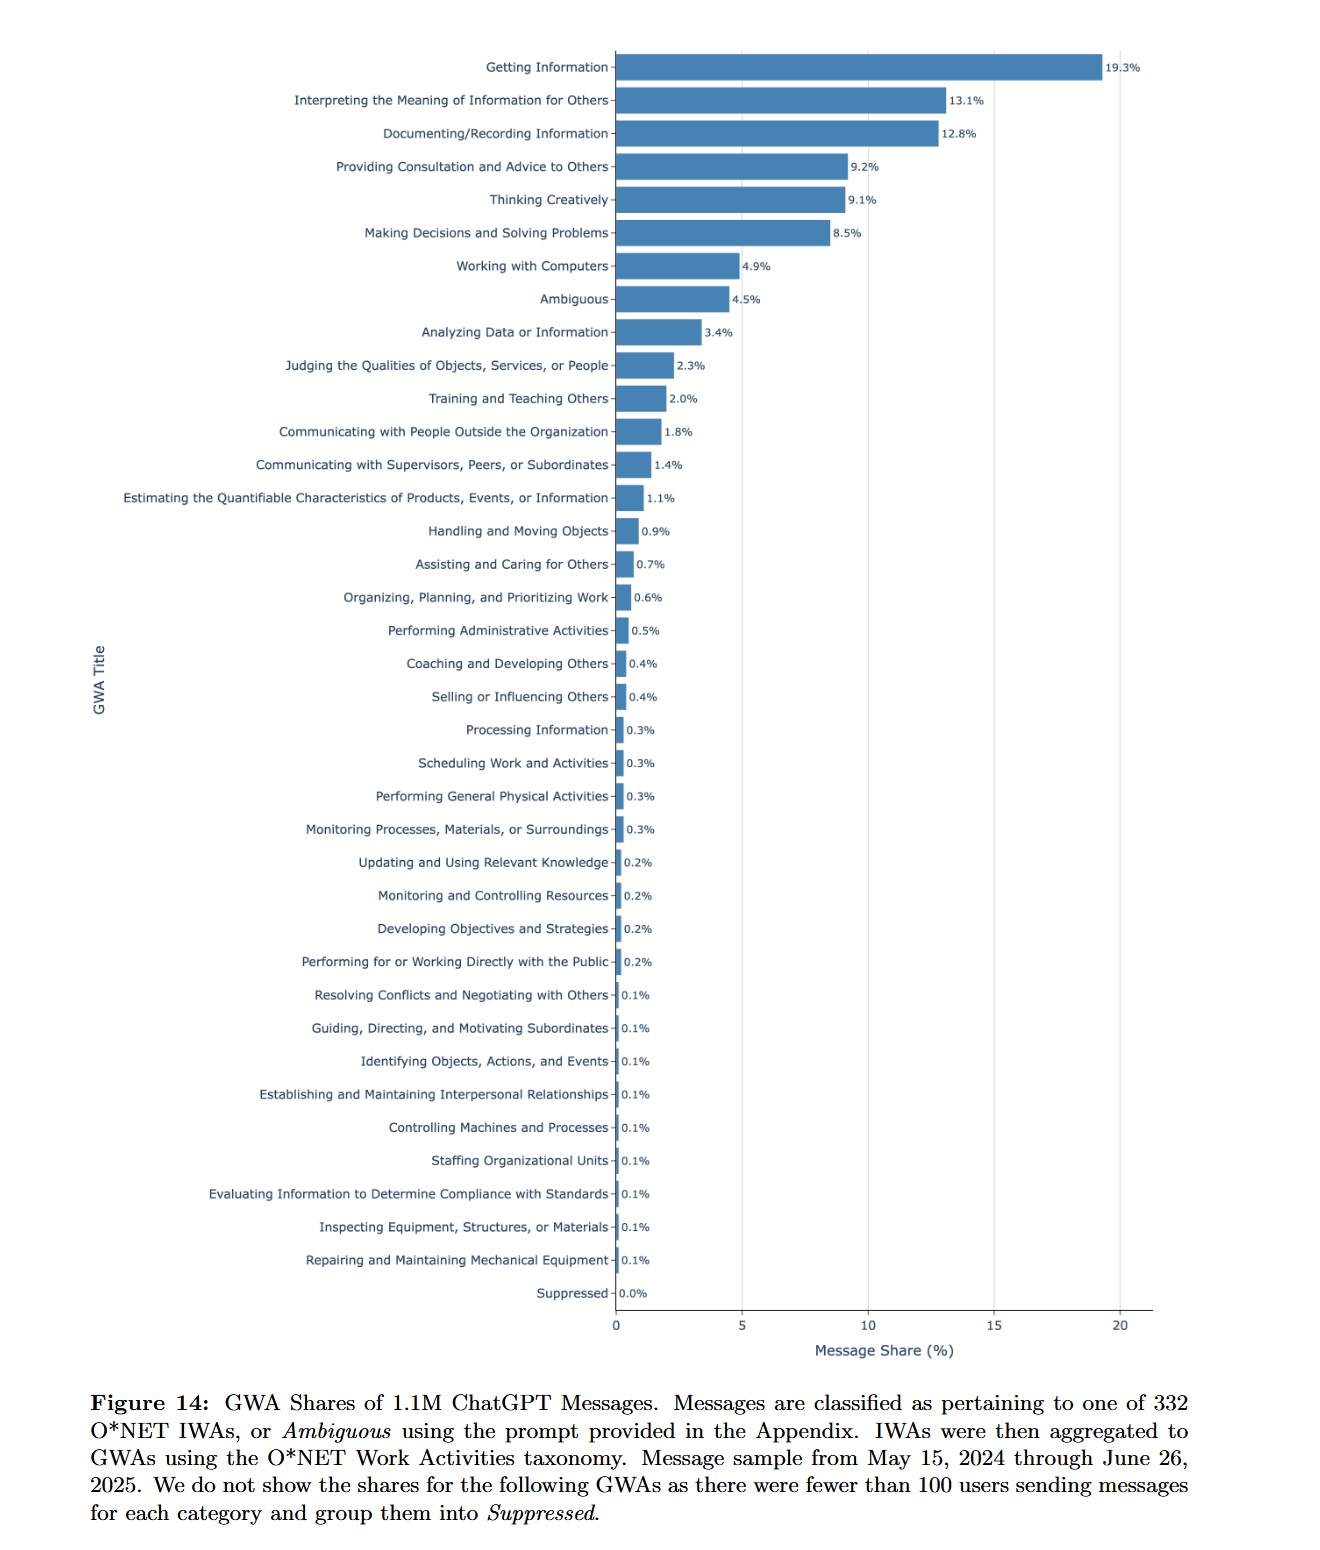 Getting Information 19.3%
Interpreting the Meaning of Information for Others 13.1%
Documenting/Recording Information 12.8%
Providing Consultation and Advice to Others 9.2%
Thinking Creatively 9.1%
Making Decisions and Solving Problems 8.5%
Working with Computers 4.9%
Ambiguous 4.5%
Analyzing Data or Information 3.4%
Judging the Qualities of Objects, Services, or People 2.3%
Training and Teaching Others 2.0%
Communicating with People Outside the Organization 1.8%
Communicating with Supervisors, Peers, or Subordinates 1.4%
Estimating the Quantifiable Characteristics of Products, Events, or Information 1.1%
Handling and Moving Objects 0.9%
Assisting and Caring for Others 0.7%
Organizing, Planning, and Prioritizing Work 0.6%
Performing Administrative Activities 0.5%
Coaching and Developing Others 0.4%
Selling or Influencing Others 0.4%
Processing Information 0.3%
Scheduling Work and Activities 0.3%
Performing General Physical Activities 0.3%
Monitoring Processes, Materials, or Surroundings 0.3%
Updating and Using Relevant Knowledge 0.2%
Monitoring and Controlling Resources 0.2%
Developing Objectives and Strategies 0.2%
Performing for or Working Directly with the Public 0.2%
Resolving Conflicts and Negotiating with Others 0.1%
Guiding, Directing, and Motivating Subordinates 0.1%
Identifying Objects, Actions, and Events 0.1%
Establishing and Maintaining Interpersonal Relationships 0.1%
Controlling Machines and Processes 0.1%
Staffing Organizational Units 0.1%
Evaluating Information to Determine Compliance with Standards 0.1%
Inspecting Equipment, Structures, or Materials 0.1%
Repairing and Maintaining Mechanical Equipment 0.1%
Suppressed 0.0%
GWA Title
0 5 10 15 20
Message Share (%)
Figure 14: GWA Shares of 1.1M ChatGPT Messages. Messages are classified as pertaining to one of 332
O*NET IWAs, or Ambiguous using the prompt provided in the Appendix. IWAs were then aggregated to
GWAs using the O*NET Work Activities taxonomy. Message sample from May 15, 2024 through June 26,
2025. We do not show the shares for the following GWAs as there were fewer than 100 users sending messages
for each category and group them into Suppressed.